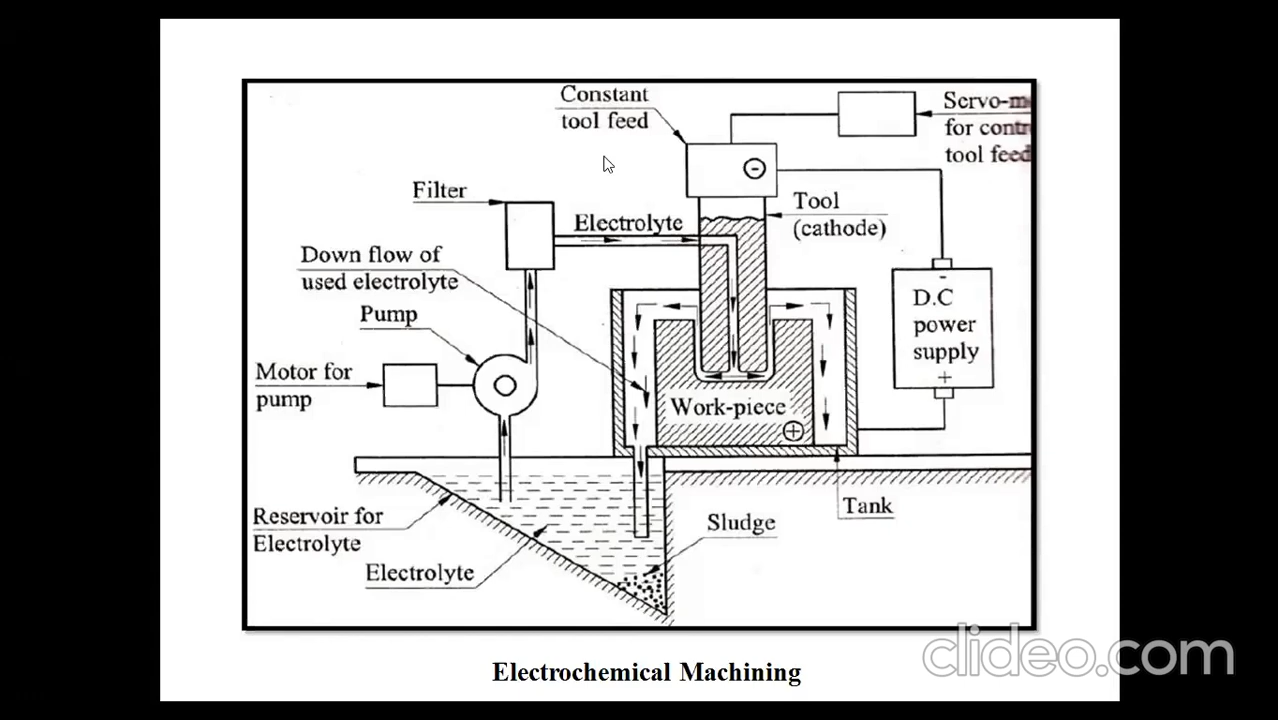 Constant
tool feed
Servo-m
for contr
tool feed
Filter
Electrolyte
Tool
(cathode)
Down flow of
used electrolyte
Pump
D.C
power
supply
-
+
Motor for
pump
Work-piece
Reservoir for
Electrolyte
Electrolyte
Sludge
Tank
Electrochemical Machining
clideo.com